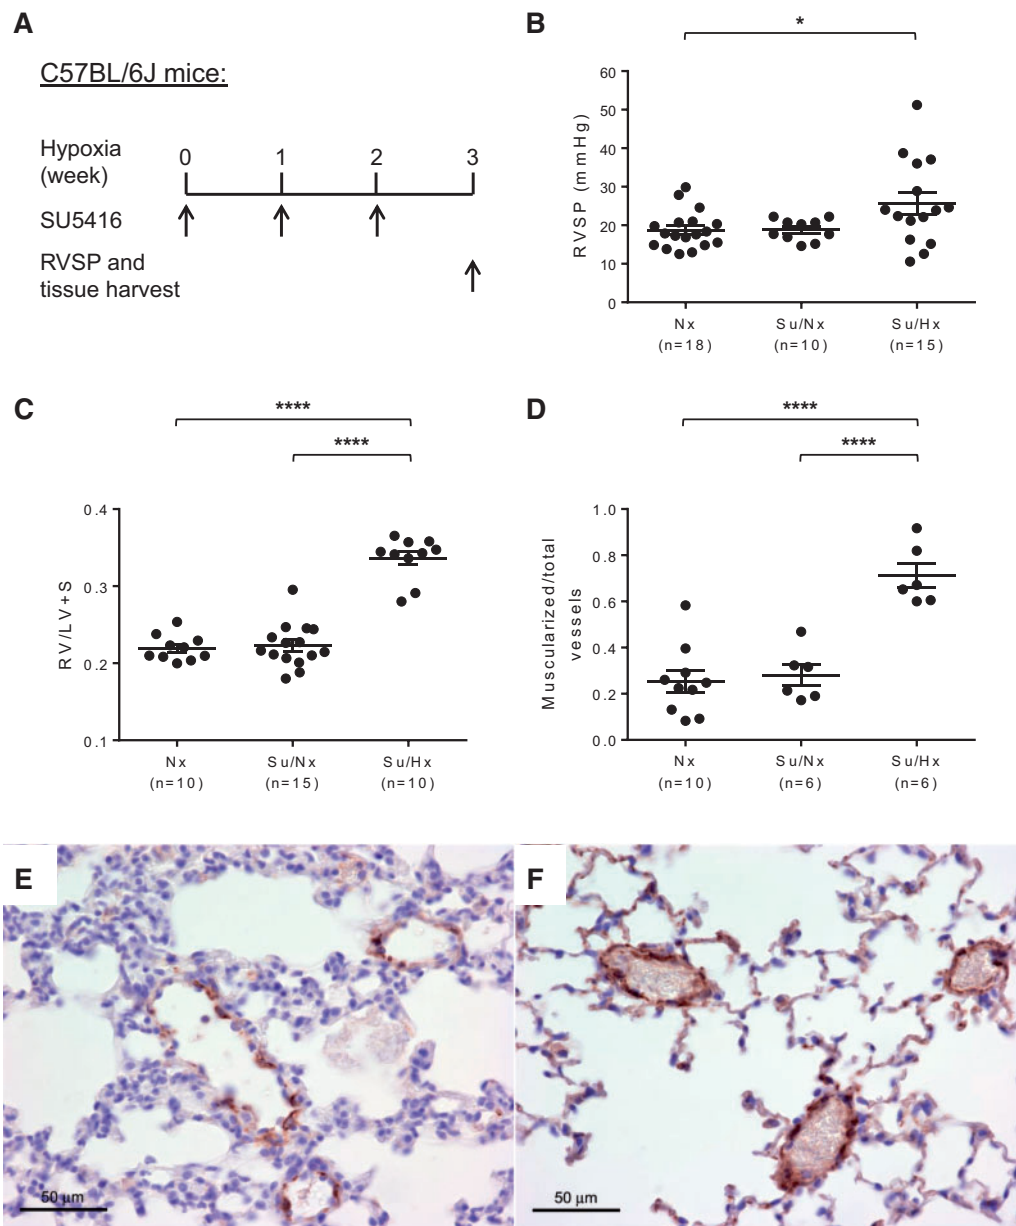 A
C57BL/6J mice:
Hypoxia
(week)
0 1 2 3
SU5416
RVSP and
tissue harvest
B
*
RVSP (mmHg)
60
50
40
30
20
10
0
Nx Su/Nx Su/Hx
(n=18) (n=10) (n=15)
C
****
****
RV/LV+S
0.4
0.3
0.2
0.1
Nx Su/Nx Su/Hx
(n=10) (n=15) (n=10)
D
****
****
Muscularized/total
vessels
1.0
0.8
0.6
0.4
0.2
0.0
Nx Su/Nx Su/Hx
(n=10) (n=6) (n=6)
E
50 μm
F
50 μm